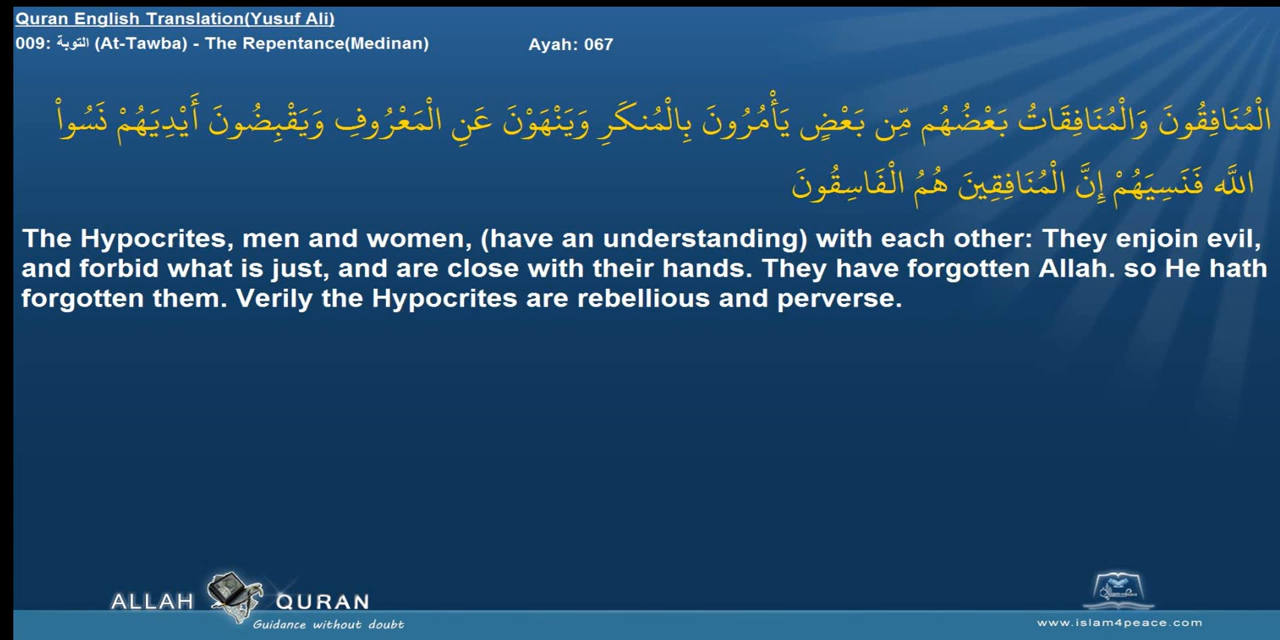 Quran English Translation(Yusuf Ali)
009: التوبة (At-Tawba) - The Repentance(Medinan) Ayah: 067
الْمُنَافِقُونَ وَالْمُنَافِقَاتُ بَعْضُهُم مِّن بَعْضٍ يَأْمُرُونَ بِالْمُنكَرِ وَيَنْهَوْنَ عَنِ الْمَعْرُوفِ وَيَقْبِضُونَ أَيْدِيَهُمْ نَسُواْ
اللَّه فَنَسِيَهُمْ إِنَّ الْمُنَافِقِينَ هُمُ الْفَاسِقُونَ
The Hypocrites, men and women, (have an understanding) with each other: They enjoin evil,
and forbid what is just, and are close with their hands. They have forgotten Allah. so He hath
forgotten them. Verily the Hypocrites are rebellious and perverse.
ALLAH QURAN
Guidance without doubt
www.islam4peace.com